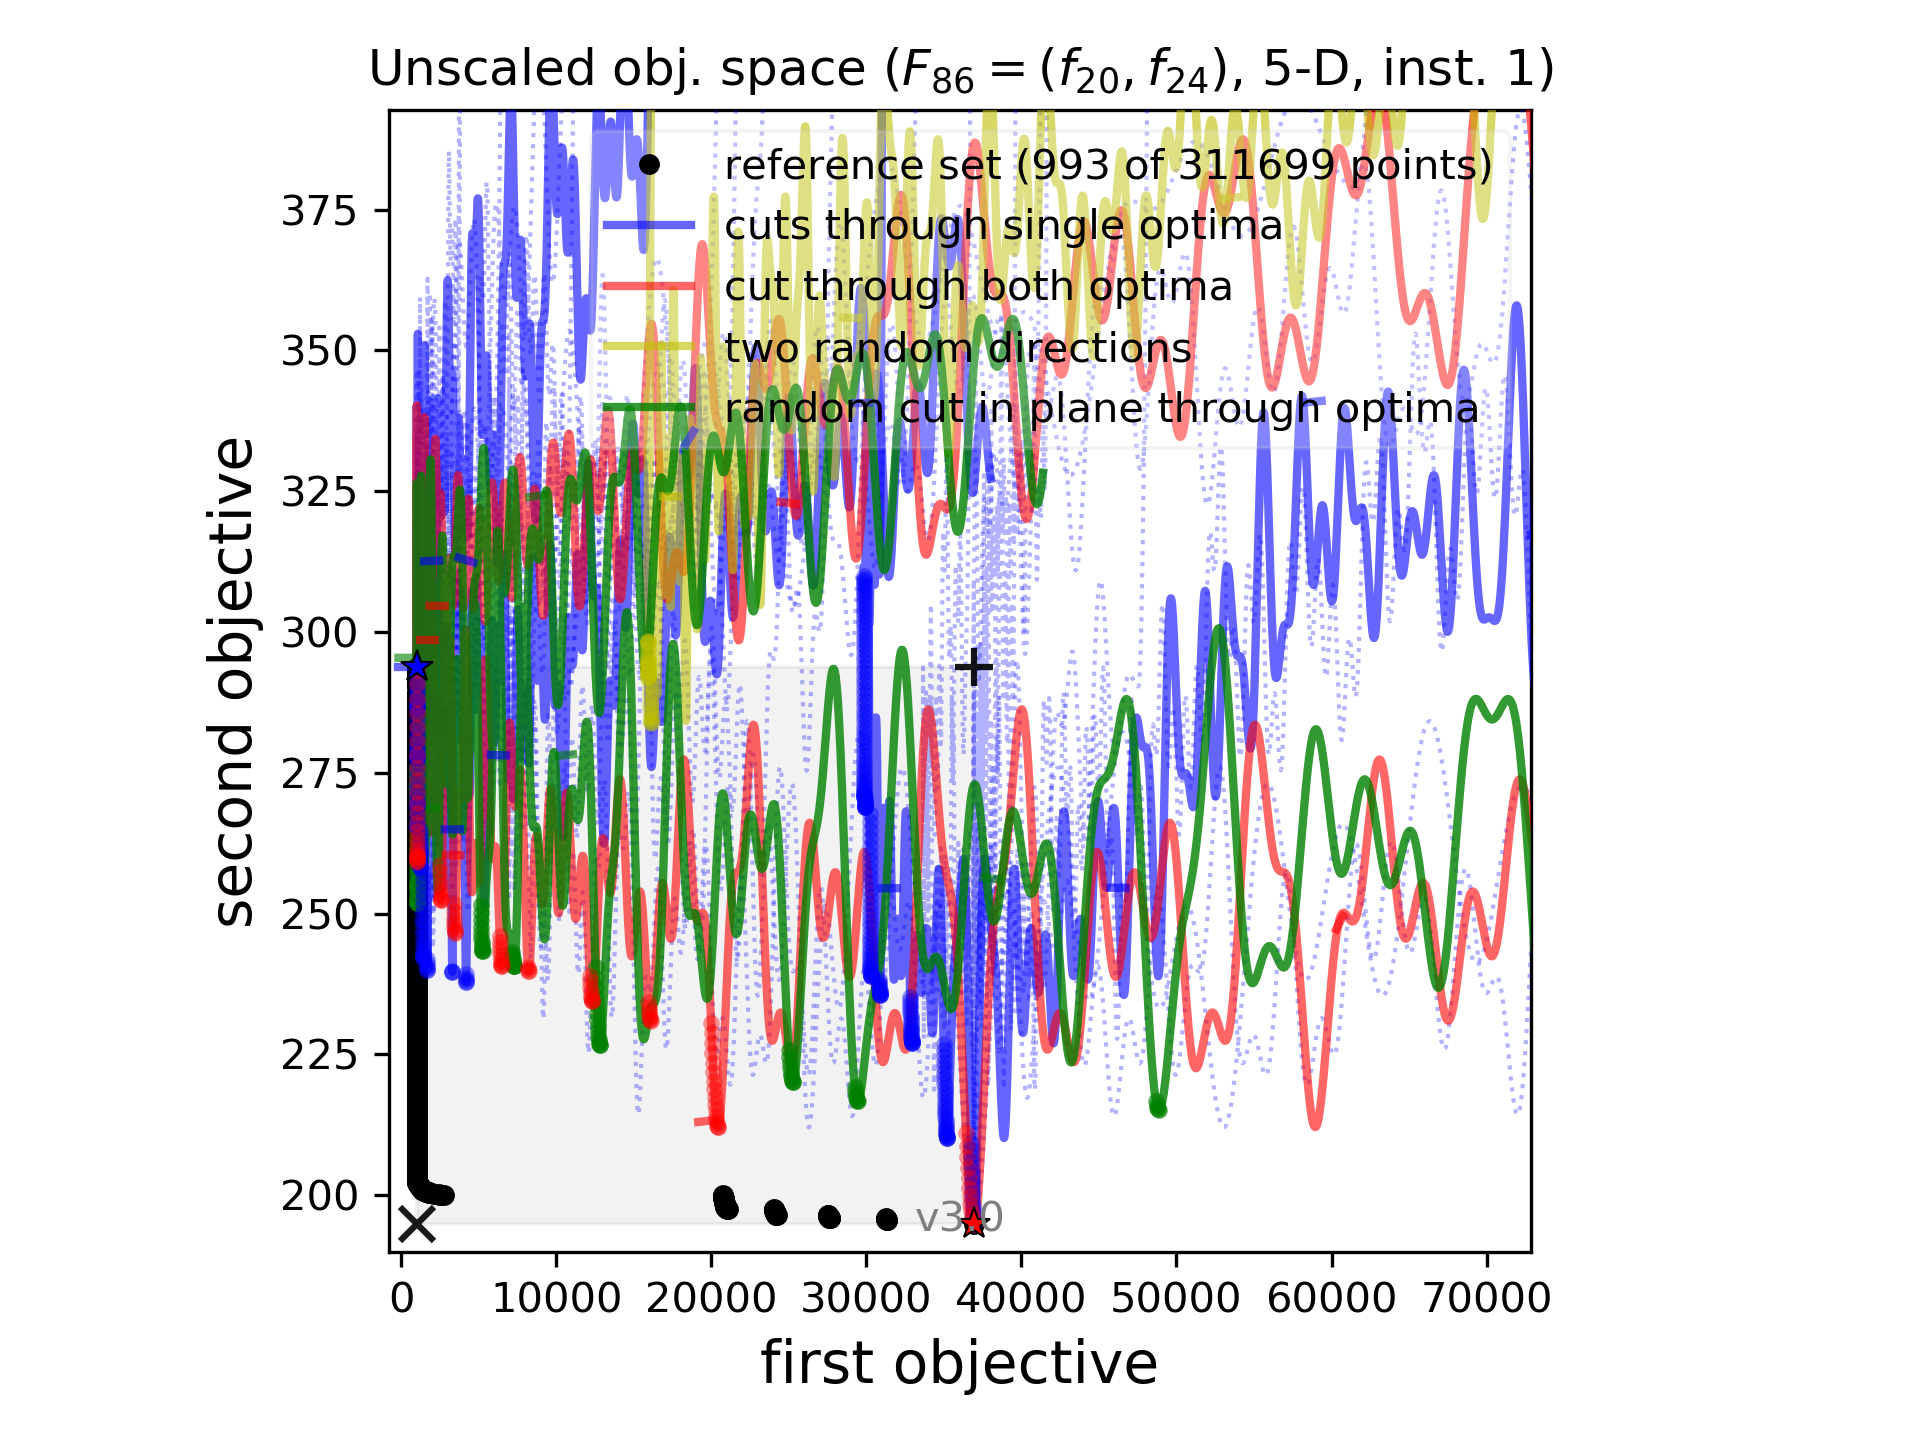 Unscaled obj. space (F86 = (f20, f24), 5-D, inst. 1)
reference set (993 of 311699 points)
cuts through single optima
cut through both optima
two random directions
random cut in plane through optima
375
350
325
300
275
250
225
200
second objective
v3.0
0 10000 20000 30000 40000 50000 60000 70000
first objective